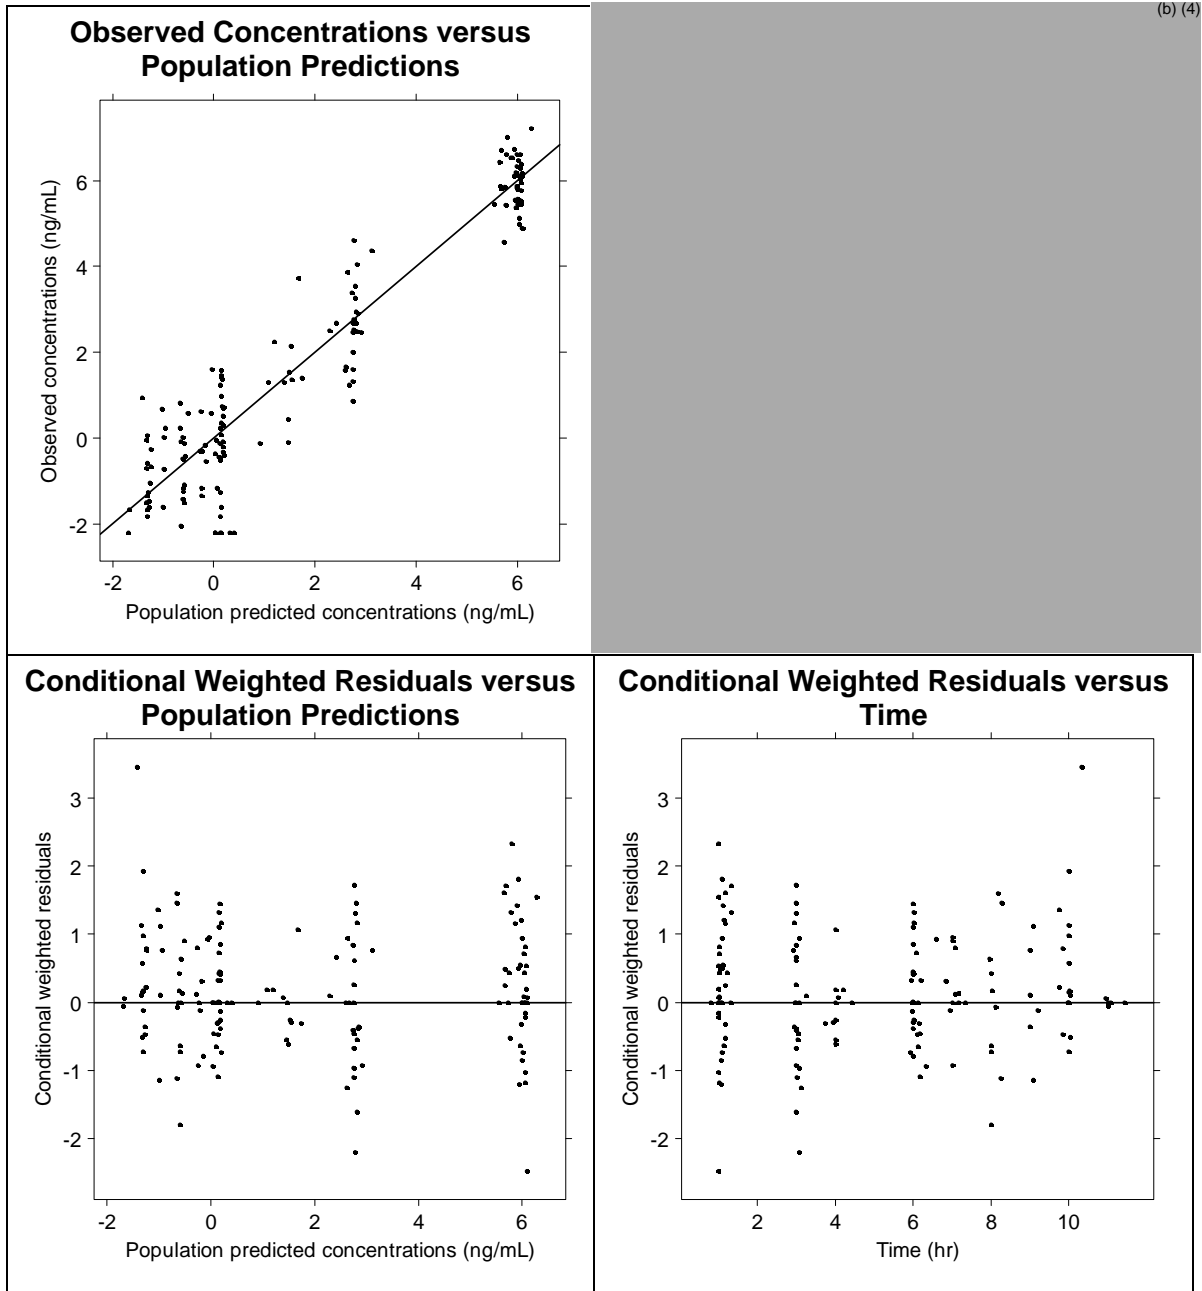 (b) (4)
Observed Concentrations versus
Population Predictions
6
4
2
0
-2
Observed concentrations (ng/mL)
-2 0 2 4 6
Population predicted concentrations (ng/mL)
Conditional Weighted Residuals versus
Population Predictions
3
2
1
0
-1
-2
Conditional weighted residuals
-2 0 2 4 6
Population predicted concentrations (ng/mL)
Conditional Weighted Residuals versus
Time
3
2
1
0
-1
-2
Conditional weighted residuals
2 4 6 8 10
Time (hr)